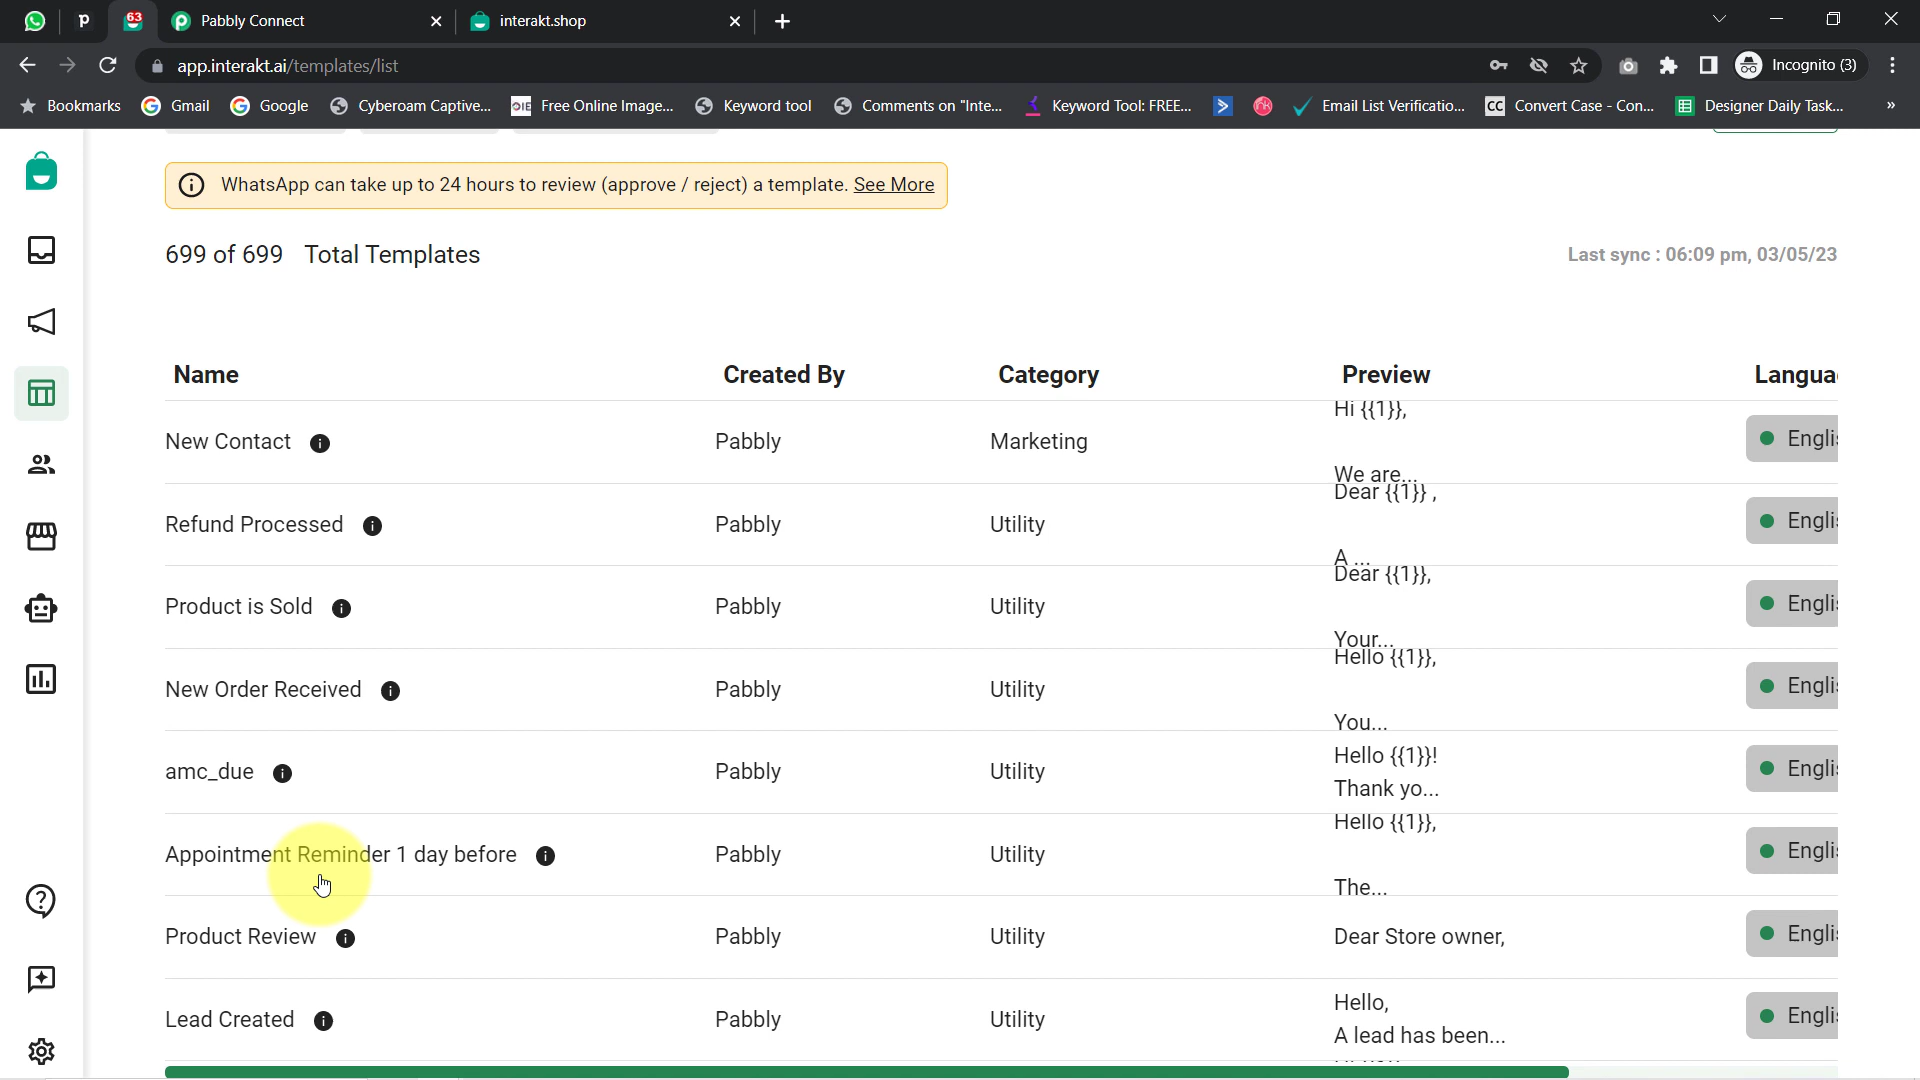 63
Pabbly Connect
interakt.shop
app.interakt.ai/templates/list
Incognito (3)
Bookmarks
Gmail
Google
Cyberoam Captive...
Free Online Image...
Keyword tool
Comments on "Inte...
Keyword Tool: FREE...
Email List Verificatio...
CC
Convert Case - Con...
Designer Daily Task...
»
WhatsApp can take up to 24 hours to review (approve / reject) a template. See More
699 of 699 Total Templates
Last sync : 06:09 pm, 03/05/23
Name Created By Category Preview Langua
New Contact Pabbly Marketing Hi {{1}}, Engli
We are...
Refund Processed Pabbly Utility Dear {{1}} , Engli
A ...
Product is Sold Pabbly Utility Dear {{1}}, Engli
Your...
New Order Received Pabbly Utility Hello {{1}}, Engli
You...
amc_due Pabbly Utility Hello {{1}}! Engli
Thank yo...
Appointment Reminder 1 day before Pabbly Utility Hello {{1}}, Engli
The...
Product Review Pabbly Utility Dear Store owner, Engli
Lead Created Pabbly Utility Hello, Engli
A lead has been...